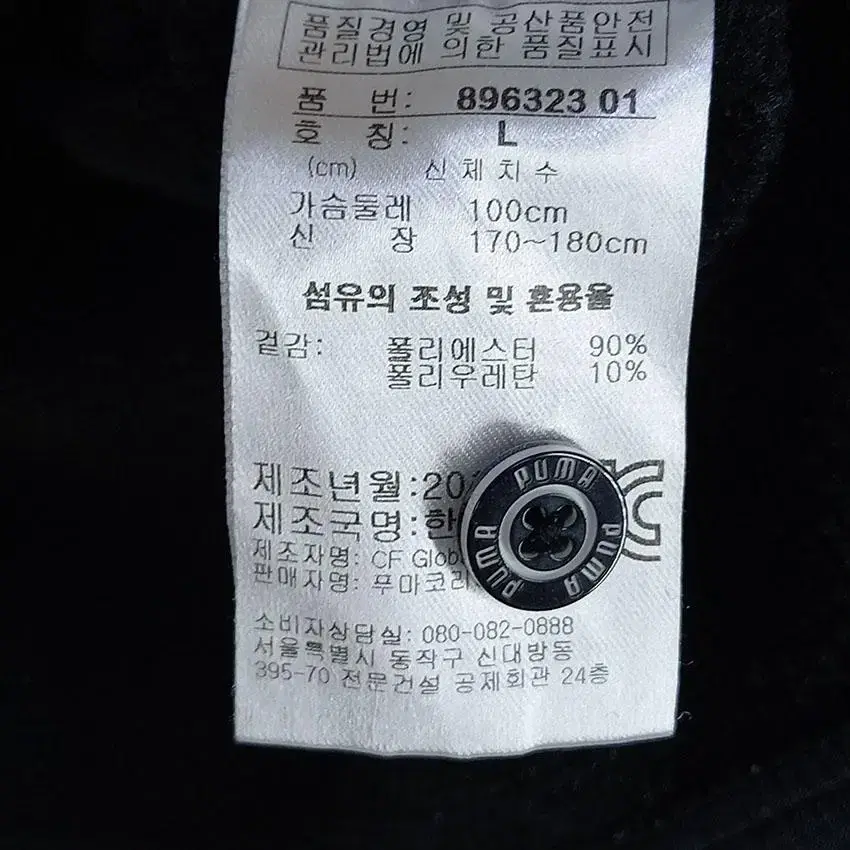 품질경영 및 공산품안전
관리법에 의한 품질표시
품 번: 896323 01
호 칭: L
(cm) 신체치수
가슴둘레 100cm
신 장 170~180cm
섬유의 조성 및 혼용율
겉감: 폴리에스터 90%
폴리우레탄 10%
제조년월:20
제조국명:한
제조자명: CF Glob
판매자명: 푸마코리
소비자상담실: 080-082-0888
서울특별시 동작구 신대방동
395-70 전문건설 공제회관 24층
PUMA PUMA PUMA